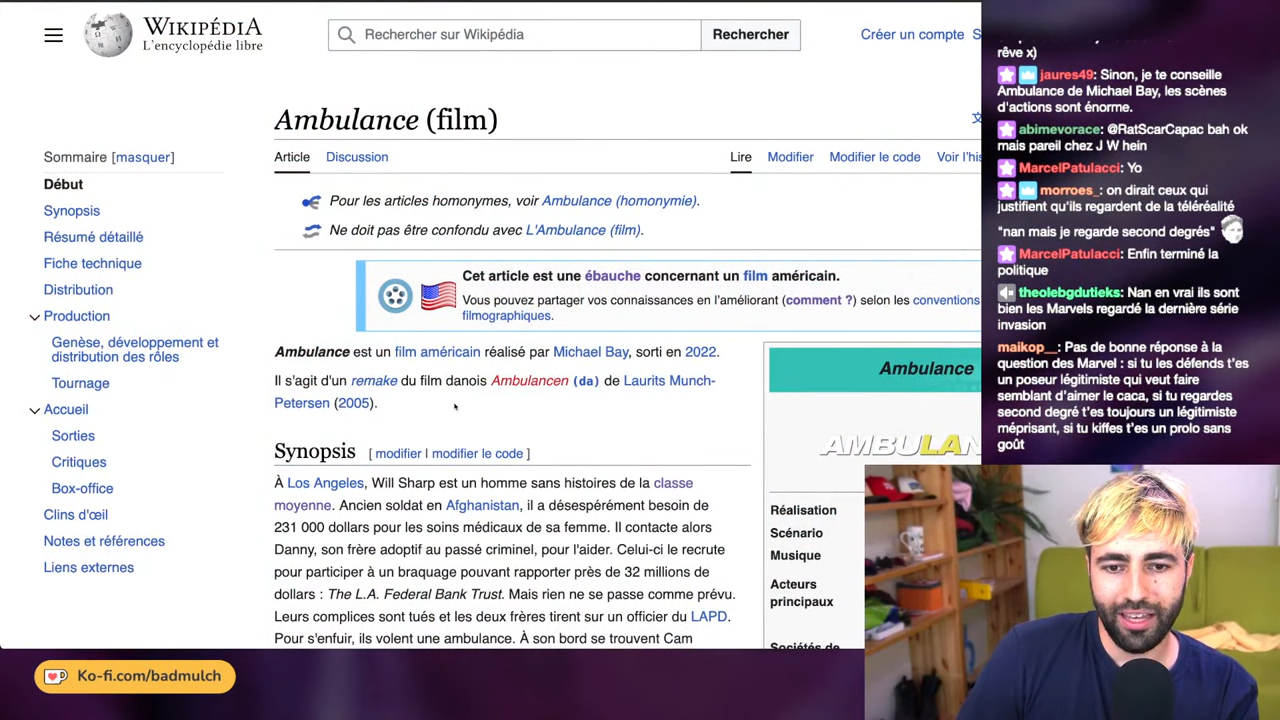 WIKIPÉDIA
L'encyclopédie libre
Rechercher sur Wikipédia
Rechercher
Créer un compte
Ambulance (film)
Article
Discussion
Lire
Modifier
Modifier le code
Voir l'his
Sommaire [masquer]
Début
Synopsis
Résumé détaillé
Fiche technique
Distribution
Production
Genèse, développement et
distribution des rôles
Tournage
Accueil
Sorties
Critiques
Box-office
Clins d'œil
Notes et références
Liens externes
Pour les articles homonymes, voir Ambulance (homonymie).
Ne doit pas être confondu avec L'Ambulance (film).
Cet article est une ébauche concernant un film américain.
Vous pouvez partager vos connaissances en l'améliorant (comment ?) selon les conventions
filmographiques.
Ambulance est un film américain réalisé par Michael Bay, sorti en 2022.
Il s'agit d'un remake du film danois Ambulancen (da) de Laurits Munch-
Petersen (2005).
Synopsis [ modifier | modifier le code ]
À Los Angeles, Will Sharp est un homme sans histoires de la classe
moyenne. Ancien soldat en Afghanistan, il a désespérément besoin de
231 000 dollars pour les soins médicaux de sa femme. Il contacte alors
Danny, son frère adoptif au passé criminel, pour l'aider. Celui-ci le recrute
pour participer à un braquage pouvant rapporter près de 32 millions de
dollars : The L.A. Federal Bank Trust. Mais rien ne se passe comme prévu.
Leurs complices sont tués et les deux frères tirent sur un officier du LAPD.
Pour s'enfuir, ils volent une ambulance. À son bord se trouvent Cam
Ambulance
AMBULAN
Réalisation
Scénario
Musique
Acteurs
principaux
Sociétés de
rêve x)
jaures49: Sinon, je te conseille
Ambulance de Michael Bay, les scènes
d'actions sont énorme.
abimevorace: @RatScarCapac bah ok
mais pareil chez J W hein
MarcelPatulacci: Yo
morroes_: on dirait ceux qui
justifient qu'ils regardent de la téléréalité
"nan mais je regarde second degrés"
MarcelPatulacci: Enfin terminé la
politique
theolebgdutieks: Nan en vrai ils sont
bien les Marvels regardé la dernière série
invasion
maikop__: Pas de bonne réponse à la
question des Marvel : si tu les défends t'es
un poseur légitimiste qui veut faire
semblant d'aimer le caca, si tu regardes
second degré t'es toujours un légitimiste
méprisant, si tu kiffes t'es un prolo sans
goût
Ko-fi.com/badmulch